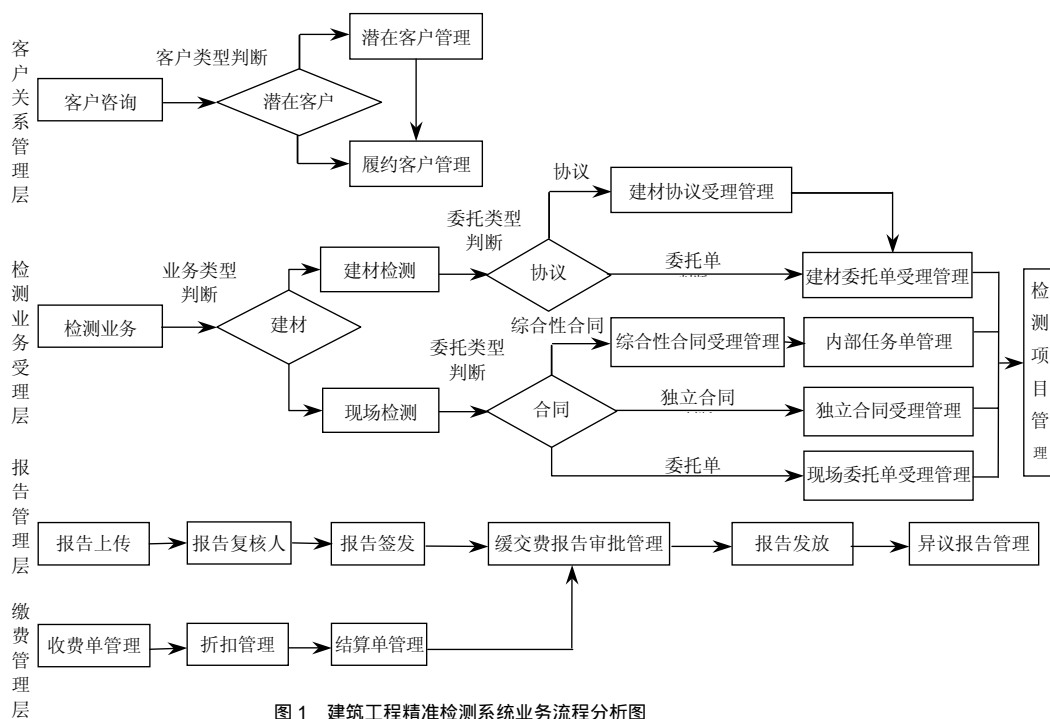 客户关系管理层
客户咨询
客户类型判断
潜在客户
潜在客户管理
履约客户管理
检测业务受理层
检测业务
业务类型
判断
建材
建材检测
现场检测
委托类型
判断
协议
协议
建材协议受理管理
委托单
建材委托单受理管理
委托类型
判断
合同
综合性合同
综合性合同受理管理
内部任务单管理
独立合同
独立合同受理管理
委托单
现场委托单受理管理
检测项目管理
报告管理层
报告上传
报告复核人
报告签发
缓交费报告审批管理
报告发放
异议报告管理
缴费管理层
收费单管理
折扣管理
结算单管理
图 1 建筑工程精准检测系统业务流程分析图